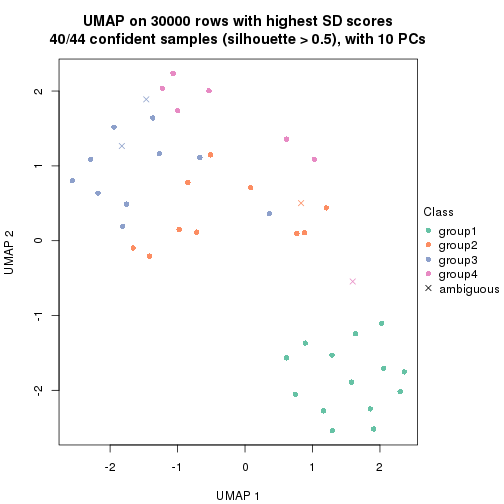 UMAP on 30000 rows with highest SD scores
40/44 confident samples (silhouette > 0.5), with 10 PCs
2
1
0
-1
-2
UMAP 2
-2
-1
0
1
2
UMAP 1
Class
group1
group2
group3
group4
ambiguous